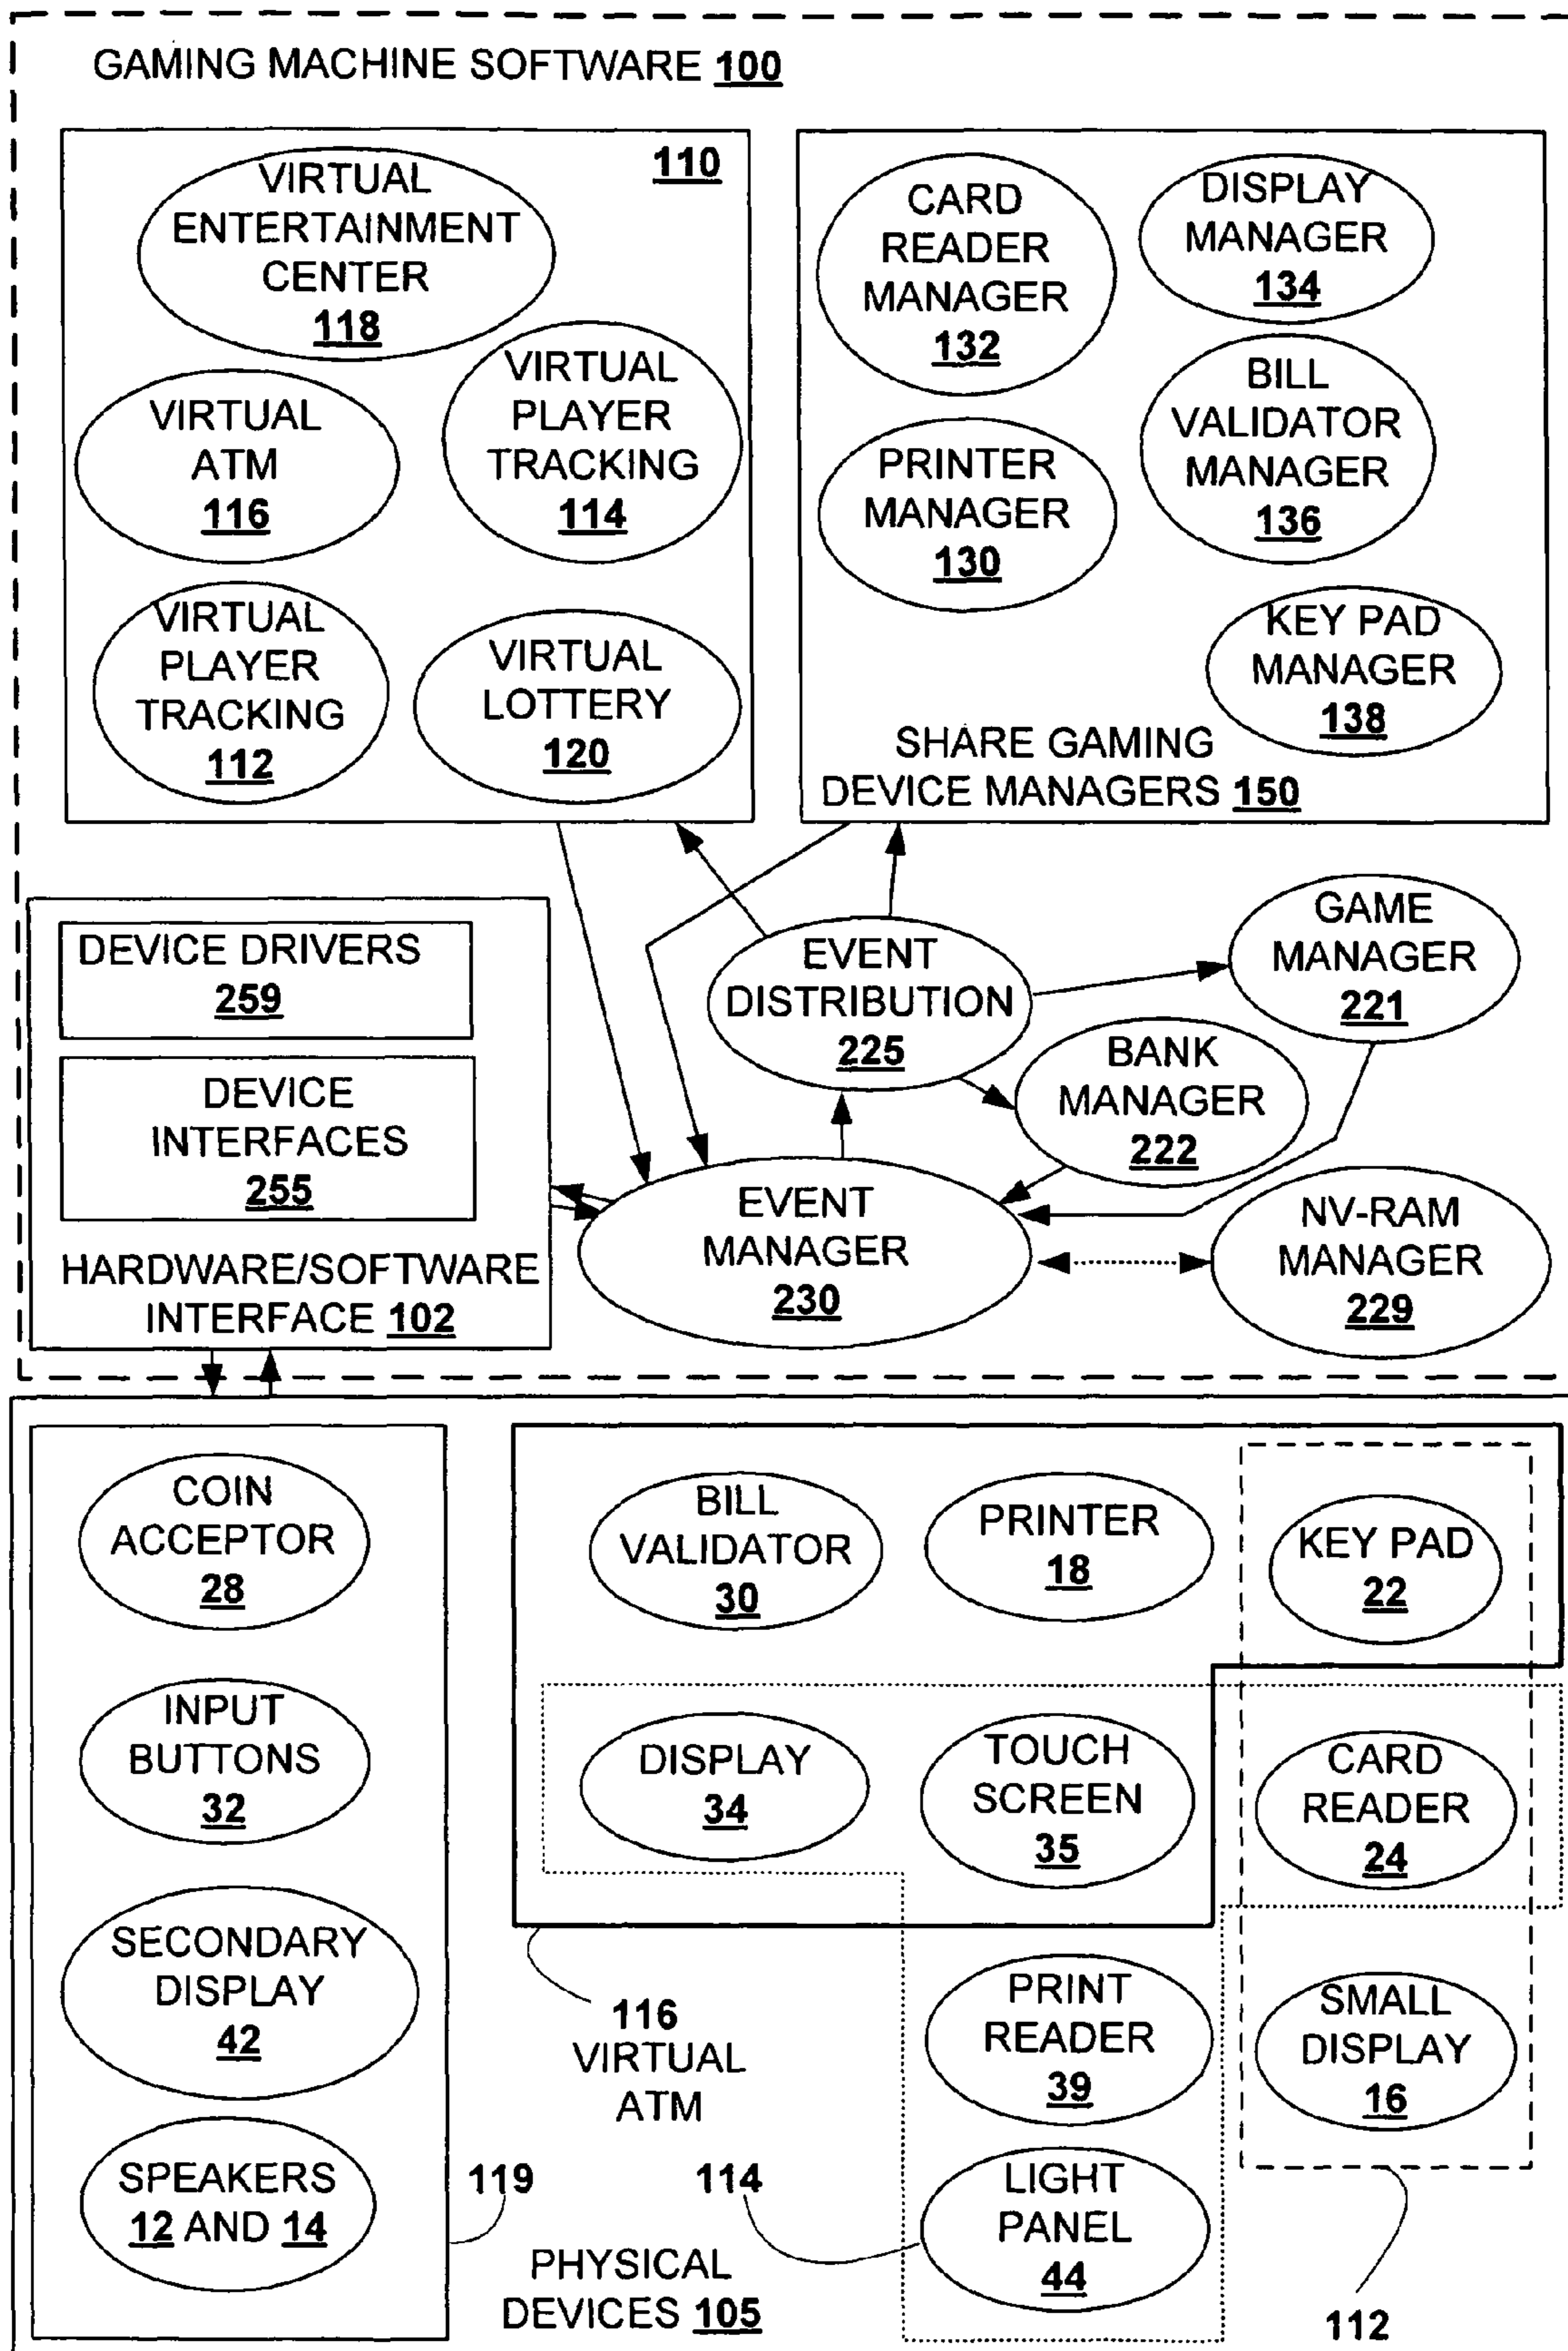 GAMING MACHINE SOFTWARE 100
110
VIRTUAL
ENTERTAINMENT
CENTER
118
VIRTUAL
ATM
116
VIRTUAL
PLAYER
TRACKING
114
VIRTUAL
PLAYER
TRACKING
112
VIRTUAL
LOTTERY
120
CARD
READER
MANAGER
132
DISPLAY
MANAGER
134
PRINTER
MANAGER
130
BILL
VALIDATOR
MANAGER
136
KEY PAD
MANAGER
138
SHARE GAMING
DEVICE MANAGERS 150
DEVICE DRIVERS
259
DEVICE
INTERFACES
255
HARDWARE/SOFTWARE
INTERFACE 102
EVENT
DISTRIBUTION
225
GAME
MANAGER
221
BANK
MANAGER
222
EVENT
MANAGER
230
NV-RAM
MANAGER
229
COIN
ACCEPTOR
28
INPUT
BUTTONS
32
SECONDARY
DISPLAY
42
SPEAKERS
12 AND 14
119
BILL
VALIDATOR
30
PRINTER
18
KEY PAD
22
DISPLAY
34
TOUCH
SCREEN
35
CARD
READER
24
116
VIRTUAL
ATM
PRINT
READER
39
SMALL
DISPLAY
16
114
LIGHT
PANEL
44
PHYSICAL
DEVICES 105
112